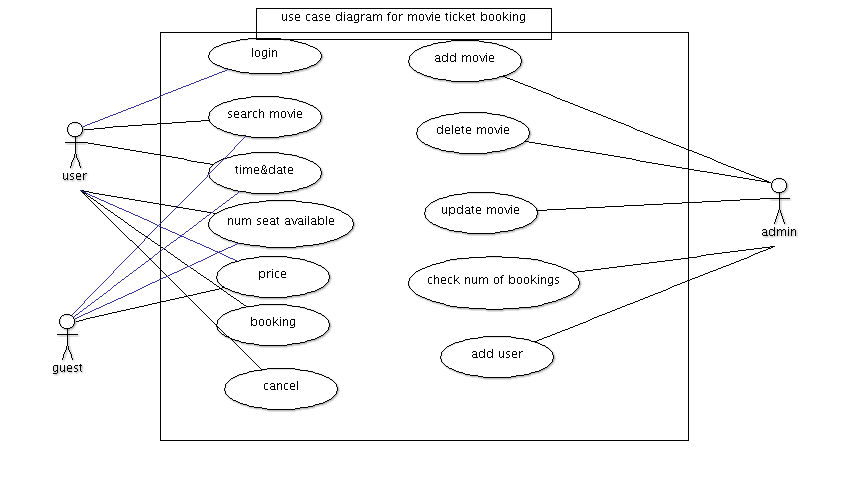 use case diagram for movie ticket booking
login
add movie
search movie
delete movie
user
time&date
num seat available
update movie
admin
price
check num of bookings
booking
guest
add user
cancel